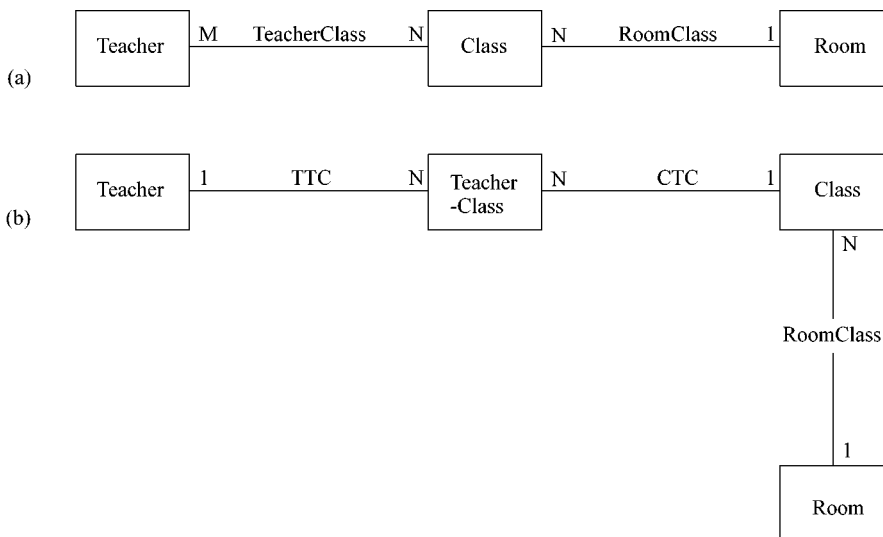 Teacher M TeacherClass N Class N RoomClass 1 Room
(a)
Teacher 1 TTC N Teacher N CTC 1 Class
-Class
(b)
N
RoomClass
1
Room